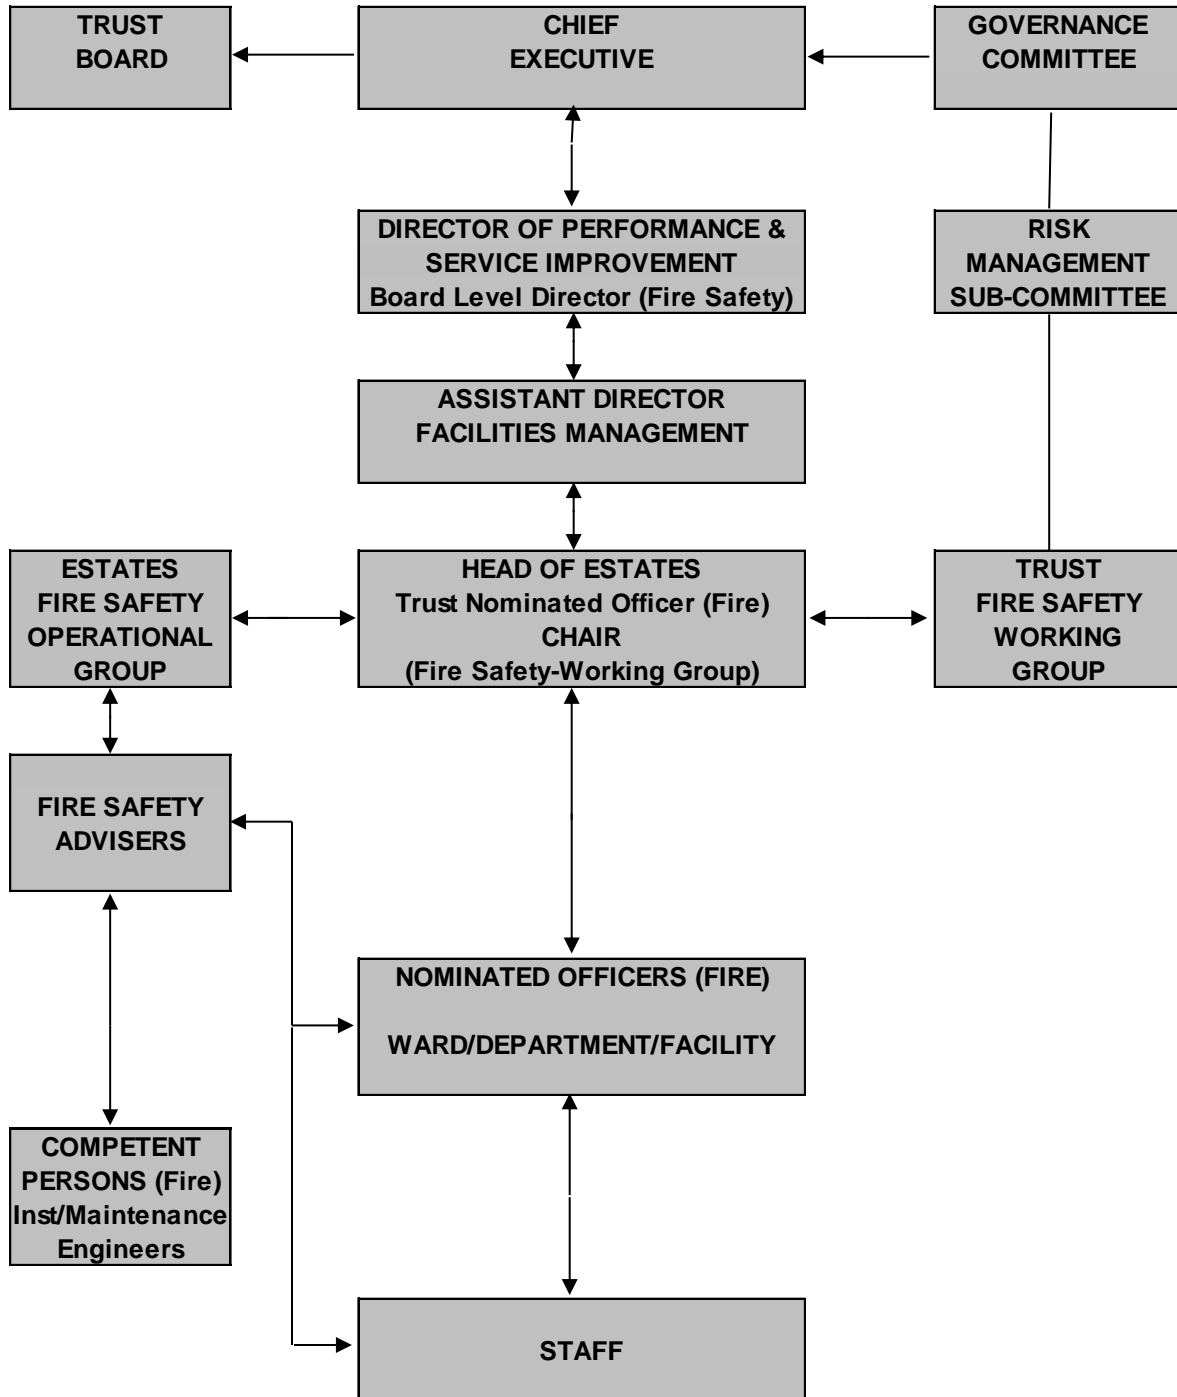 TRUST
BOARD
CHIEF
EXECUTIVE
GOVERNANCE
COMMITTEE
DIRECTOR OF PERFORMANCE &
SERVICE IMPROVEMENT
Board Level Director (Fire Safety)
RISK
MANAGEMENT
SUB-COMMITTEE
ASSISTANT DIRECTOR
FACILITIES MANAGEMENT
ESTATES
FIRE SAFETY
OPERATIONAL
GROUP
HEAD OF ESTATES
Trust Nominated Officer (Fire)
CHAIR
(Fire Safety-Working Group)
TRUST
FIRE SAFETY
WORKING
GROUP
FIRE SAFETY
ADVISERS
NOMINATED OFFICERS (FIRE)
WARD/DEPARTMENT/FACILITY
COMPETENT
PERSONS (Fire)
Inst/Maintenance
Engineers
STAFF